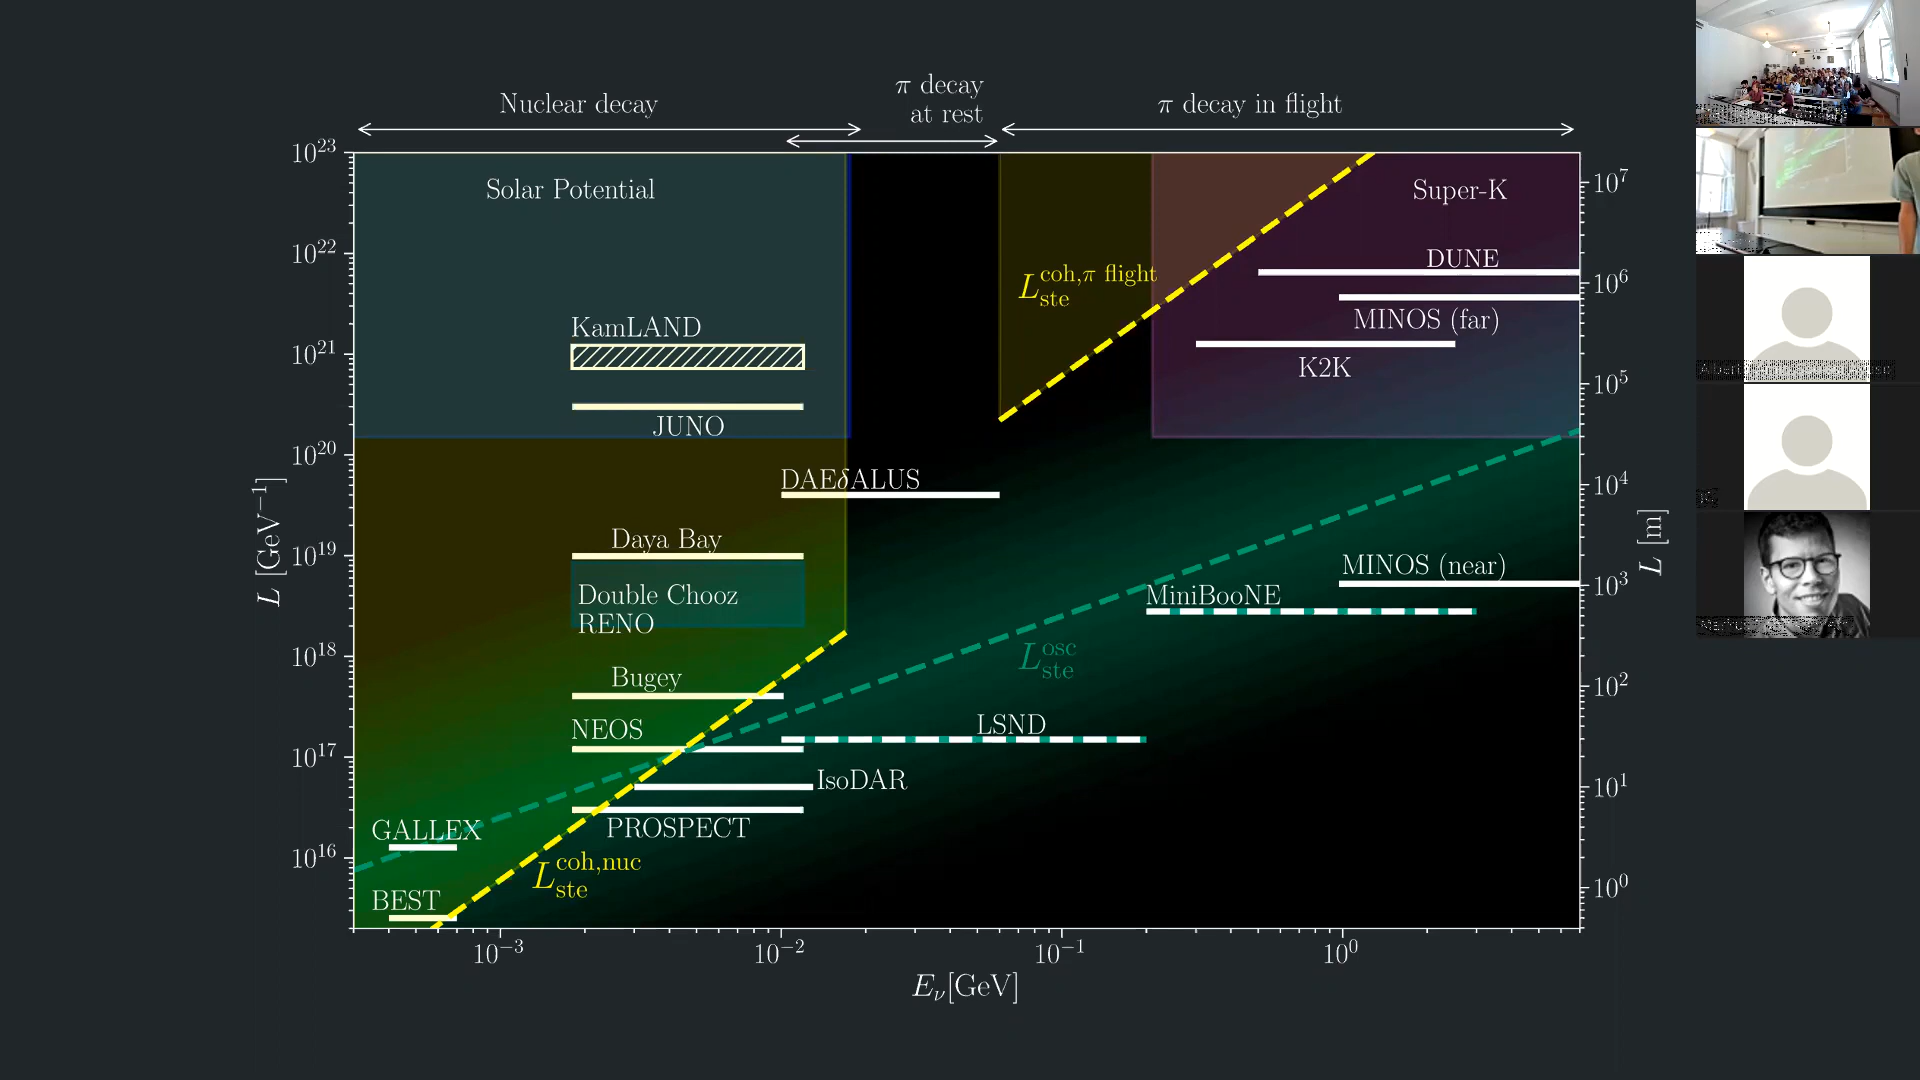 Nuclear decay
π decay
at rest
π decay in flight
Solar Potential
Super-K
L_ste^coh,π flight
DUNE
KamLAND
MINOS (far)
K2K
JUNO
DAEδALUS
Daya Bay
MINOS (near)
Double Chooz
RENO
MiniBooNE
L_ste^osc
Bugey
NEOS
LSND
IsoDAR
PROSPECT
GALLEX
L_ste^coh,nuc
BEST
10^23
10^22
10^21
10^20
10^19
10^18
10^17
10^16
L [GeV^−1]
10^7
10^6
10^5
10^4
10^3
10^2
10^1
10^0
L [m]
10^−3
10^−2
10^−1
10^0
E_ν[GeV]